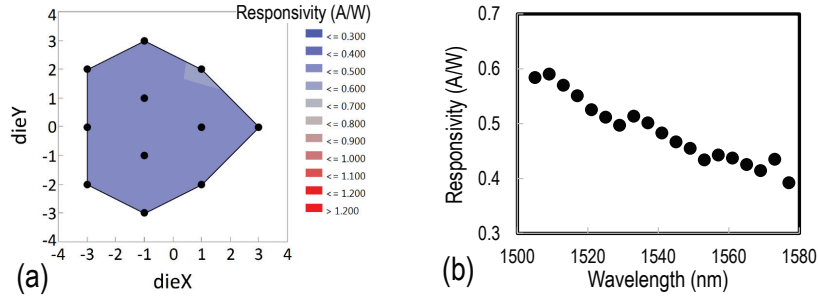 Responsivity (A/W)
4
3
2
1
0
-1
-2
-3
-4
dieY
-4 -3 -2 -1 0 1 2 3 4
dieX
(a)
<= 0.300
<= 0.400
<= 0.500
<= 0.600
<= 0.700
<= 0.800
<= 0.900
<= 1.000
<= 1.100
<= 1.200
> 1.200
0.7
0.6
0.5
0.4
0.3
Responsivity (A/W)
1500 1520 1540 1560 1580
Wavelength (nm)
(b)